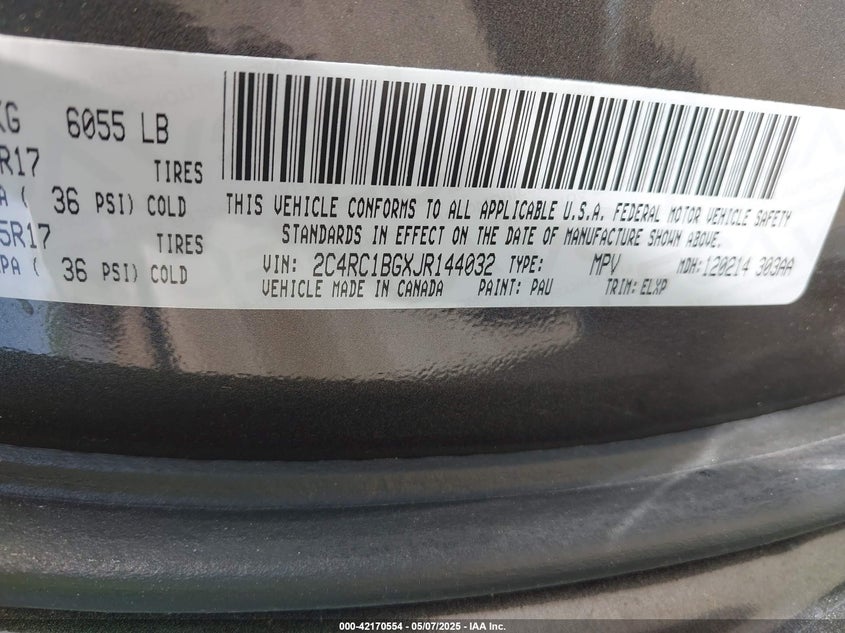 KG 6055 LB
R17 TIRES
A ( 36 PSI) COLD
5R17 TIRES
PA ( 36 PSI) COLD
THIS VEHICLE CONFORMS TO ALL APPLICABLE U.S.A. FEDERAL MOTOR VEHICLE SAFETY
STANDARDS IN EFFECT ON THE DATE OF MANUFACTURE SHOWN ABOVE.
VIN: 2C4RC1BGXJR144032 TYPE: MPV MDH:120214 303AA
VEHICLE MADE IN CANADA PAINT: PAU TRIM: ELXP
000-42170554 | 05/07/2025 - IAA Inc.